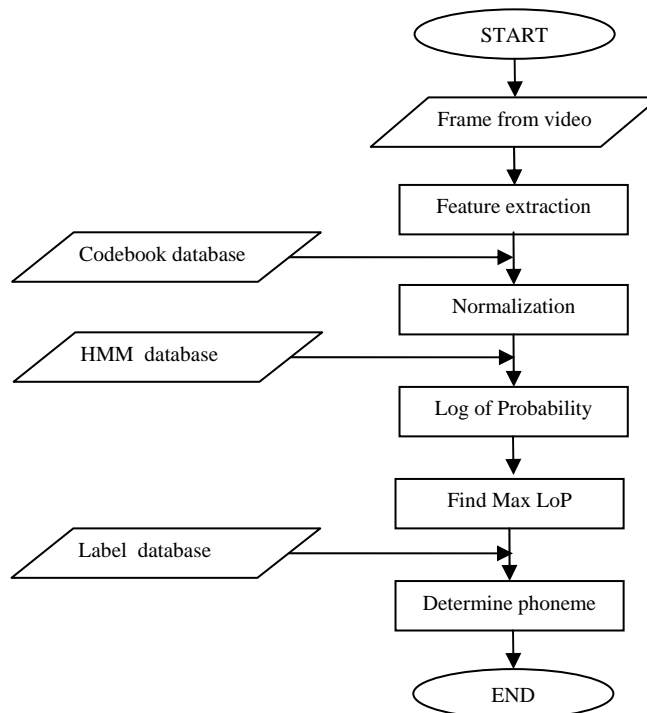 START
Frame from video
Feature extraction
Codebook database
Normalization
HMM database
Log of Probability
Find Max LoP
Label database
Determine phoneme
END